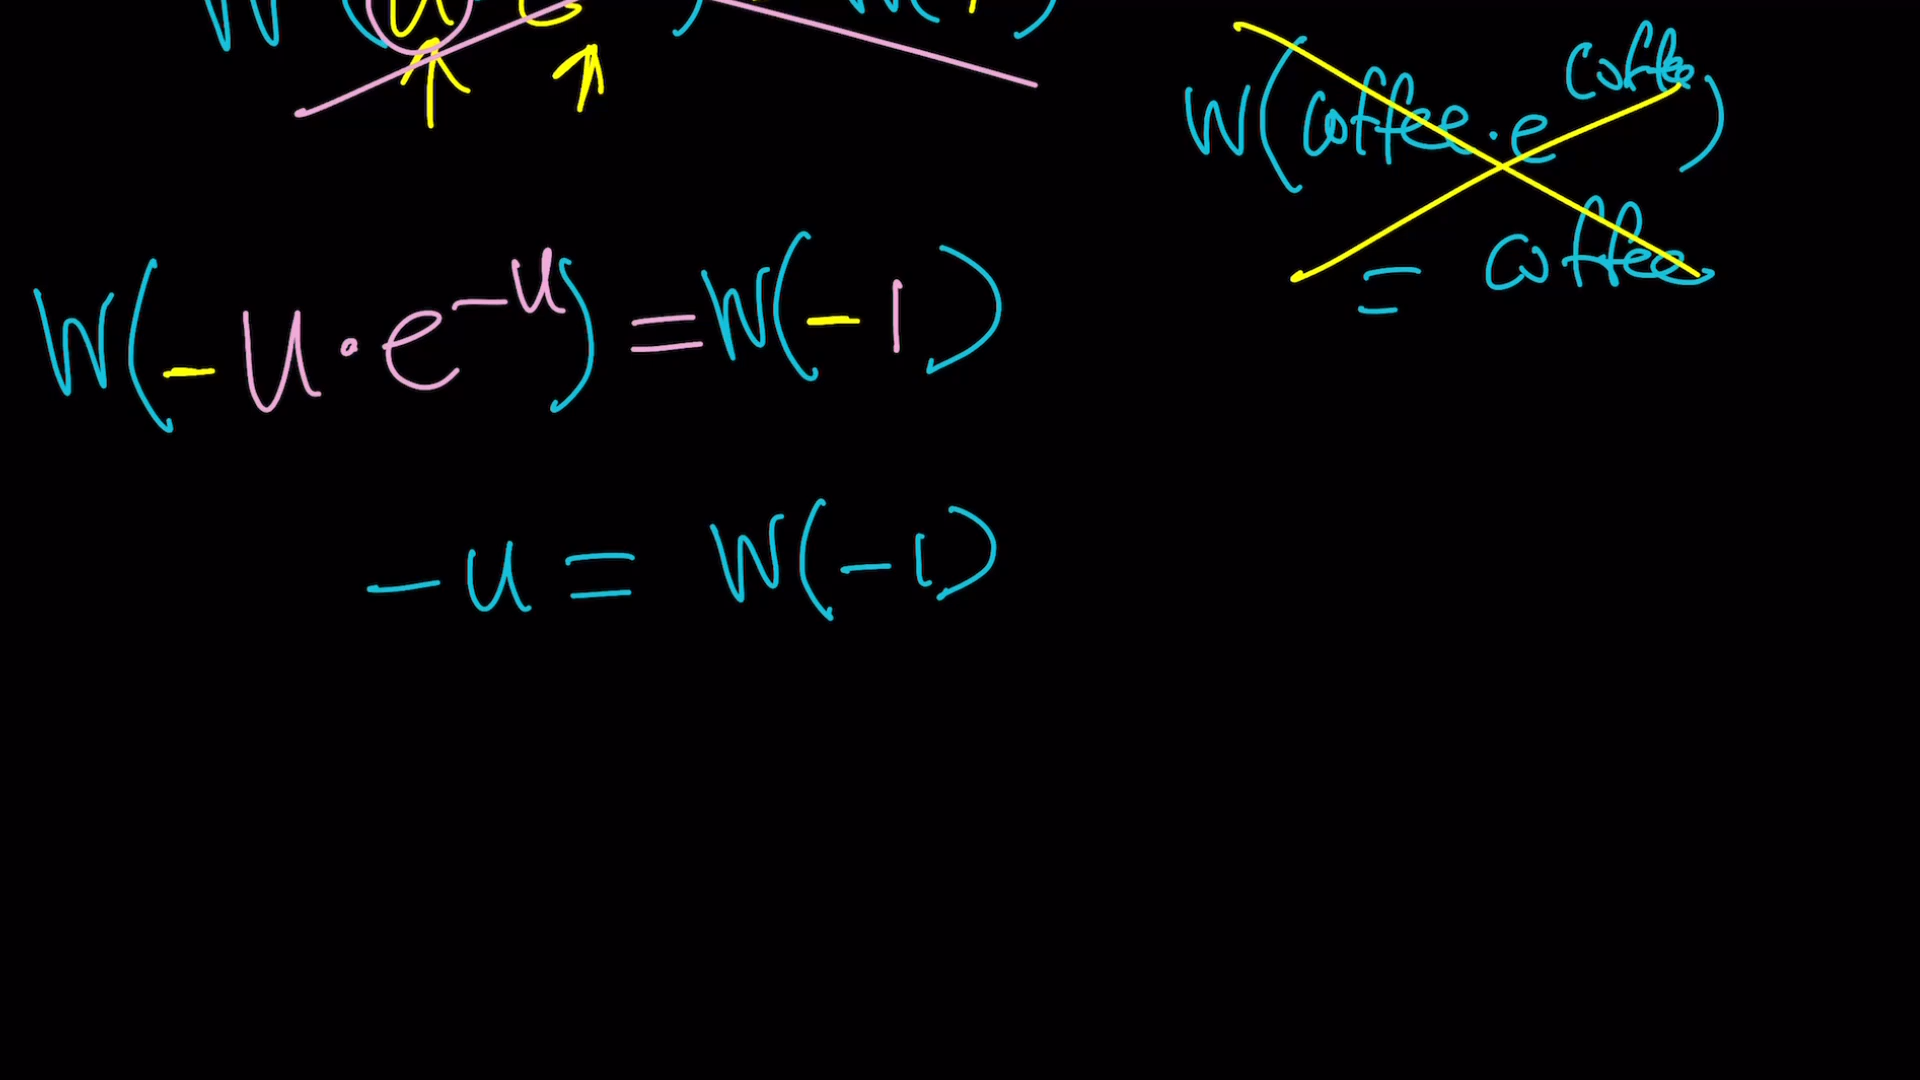 W(coffee · e^coffee)
= coffee
W(-u · e^-u) = W(-1)
-u = W(-1)